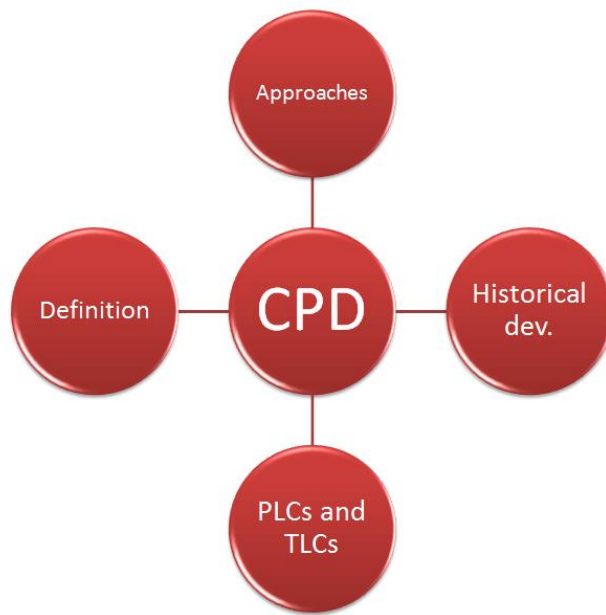 Approaches
Definition
CPD
Historical
dev.
PLCs and
TLCs